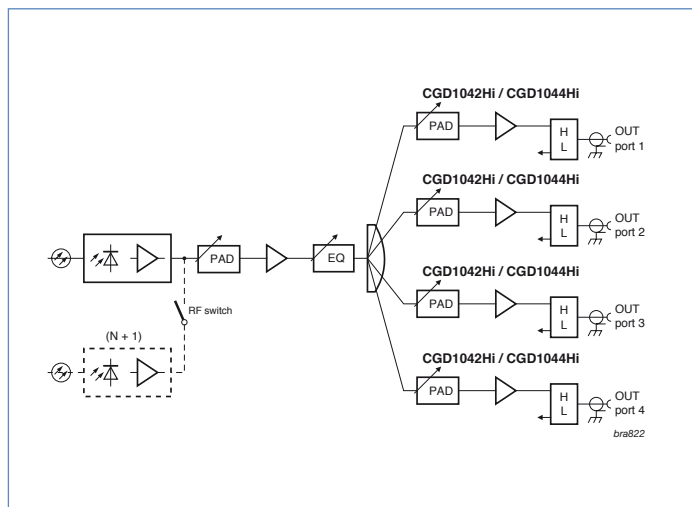 CGD1042Hi / CGD1044Hi
PAD
H
L
OUT
port 1
CGD1042Hi / CGD1044Hi
PAD
H
L
OUT
port 2
PAD
EQ
CGD1042Hi / CGD1044Hi
PAD
H
L
OUT
port 3
RF switch
(N + 1)
CGD1042Hi / CGD1044Hi
PAD
H
L
OUT
port 4
bra822